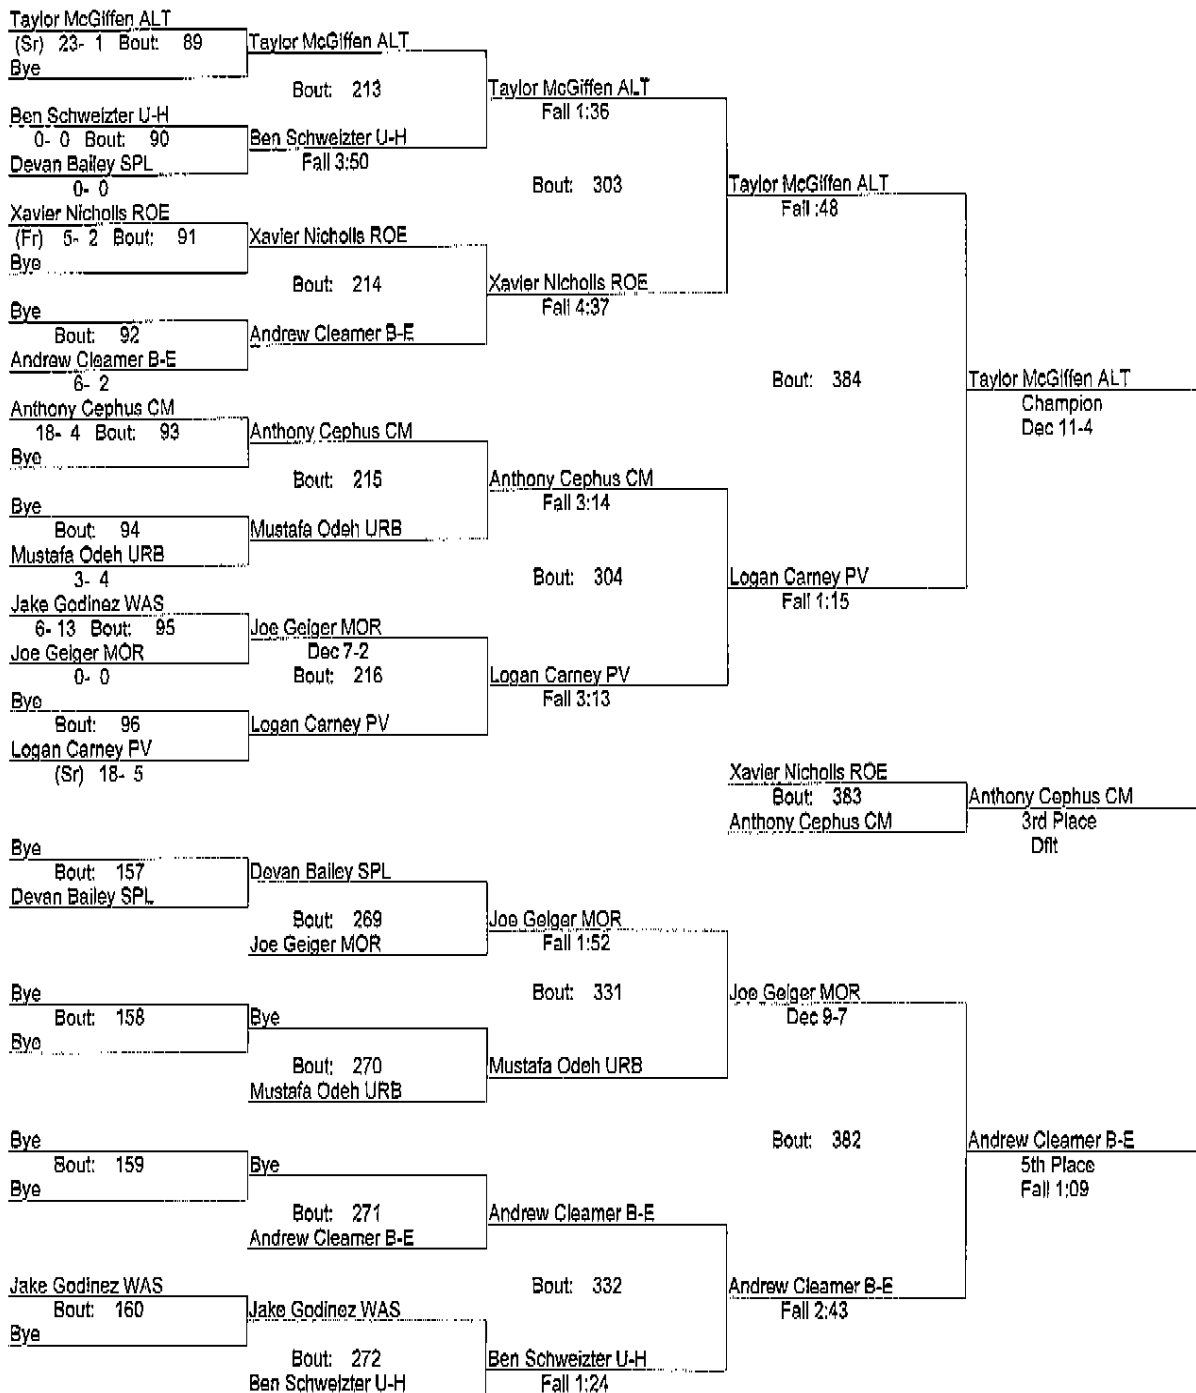 Taylor McGiffen ALT
(Sr) 23- 1 Bout: 89
Bye
Taylor McGiffen ALT
Bout: 213
Ben Schweizter U-H
0- 0 Bout: 90
Devan Bailey SPL
0- 0
Ben Schweizter U-H
Fall 3:50
Taylor McGiffen ALT
Fall 1:36
Bout: 303
Xavier Nicholls ROE
(Fr) 5- 2 Bout: 91
Bye
Xavier Nicholls ROE
Bout: 214
Bye
Bout: 92
Andrew Cleamer B-E
6- 2
Andrew Cleamer B-E
Xavier Nicholls ROE
Fall 4:37
Taylor McGiffen ALT
Fall :48
Bout: 384
Anthony Cephus CM
18- 4 Bout: 93
Bye
Anthony Cephus CM
Bout: 215
Bye
Bout: 94
Mustafa Odeh URB
3- 4
Mustafa Odeh URB
Anthony Cephus CM
Fall 3:14
Bout: 304
Jake Godinez WAS
6- 13 Bout: 95
Joe Geiger MOR
0- 0
Joe Geiger MOR
Dec 7-2
Bout: 216
Bye
Bout: 96
Logan Carney PV
(Sr) 18- 5
Logan Carney PV
Logan Carney PV
Fall 3:13
Logan Carney PV
Fall 1:15
Taylor McGiffen ALT
Champion
Dec 11-4
Xavier Nicholls ROE
Bout: 383
Anthony Cephus CM
Anthony Cephus CM
3rd Place
Dflt
Bye
Bout: 157
Devan Bailey SPL
Devan Bailey SPL
Bout: 269
Joe Geiger MOR
Joe Geiger MOR
Fall 1:52
Bout: 331
Bye
Bout: 158
Bye
Bye
Bout: 270
Mustafa Odeh URB
Mustafa Odeh URB
Joe Geiger MOR
Dec 9-7
Bout: 382
Bye
Bout: 159
Bye
Bye
Bout: 271
Andrew Cleamer B-E
Andrew Cleamer B-E
Bout: 332
Jake Godinez WAS
Bout: 160
Bye
Jake Godinez WAS
Bout: 272
Ben Schweizter U-H
Ben Schweizter U-H
Fall 1:24
Andrew Cleamer B-E
Fall 2:43
Andrew Cleamer B-E
5th Place
Fall 1:09